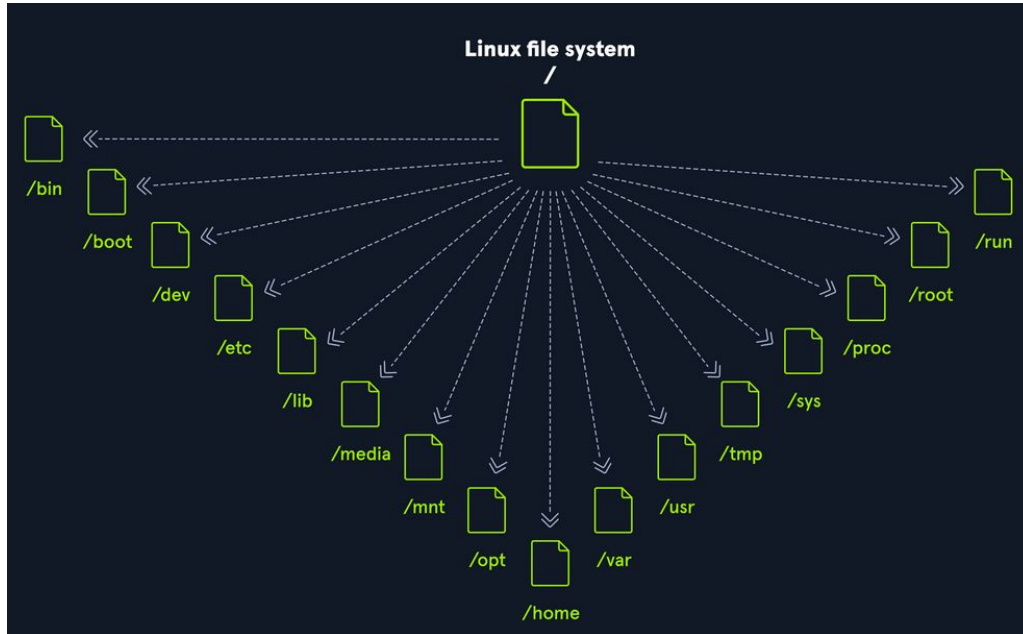 Linux file system
/
/bin
/boot
/dev
/etc
/lib
/media
/mnt
/opt
/home
/var
/usr
/tmp
/sys
/proc
/root
/run